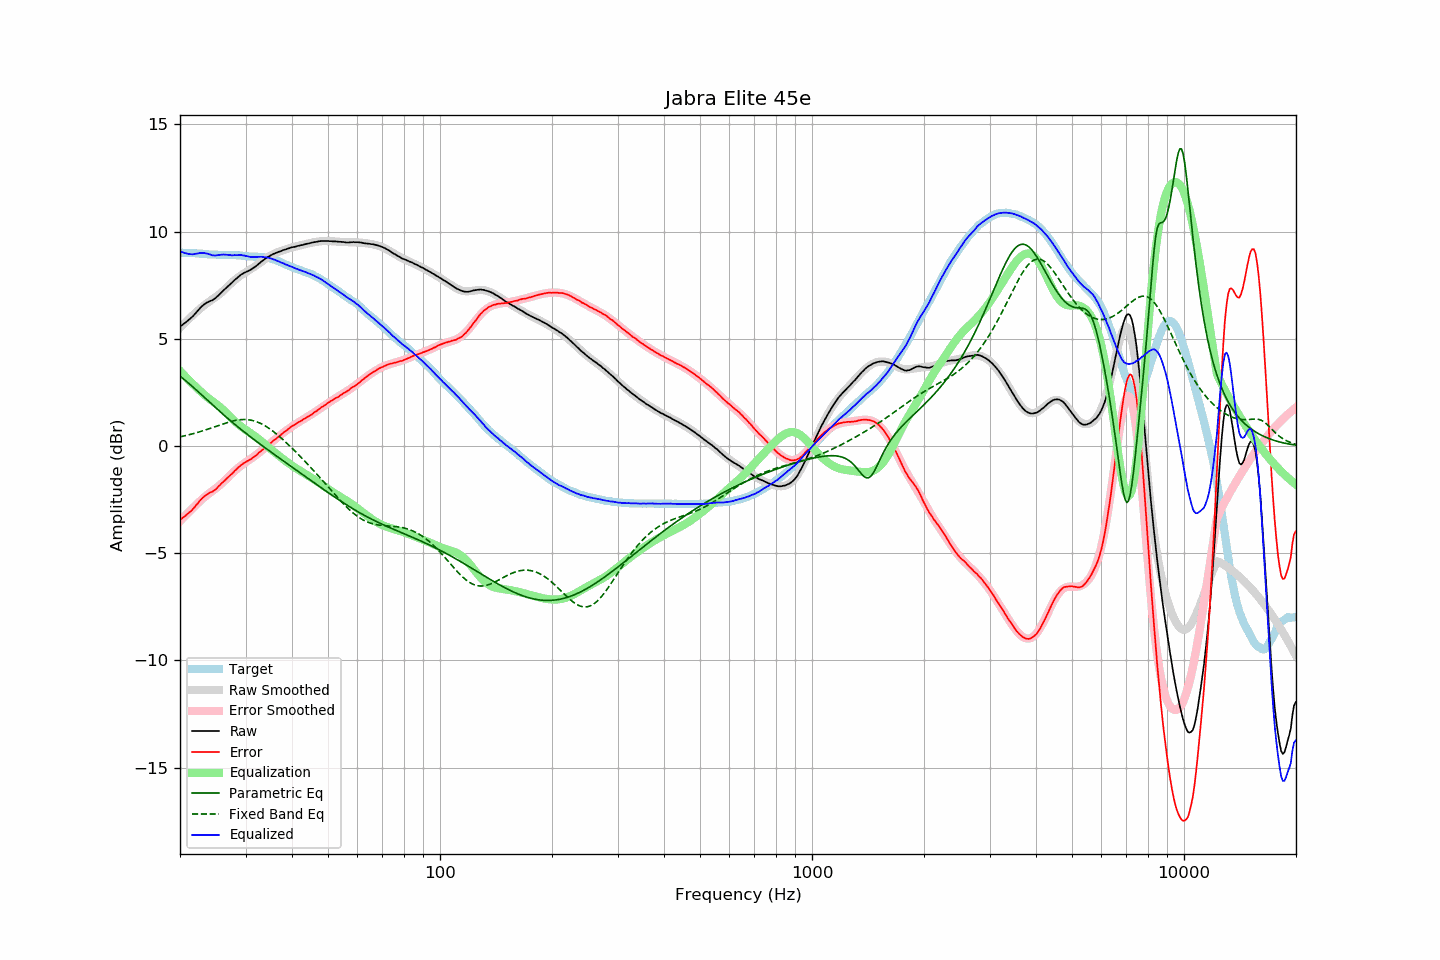 Jabra Elite 45e
15
10
5
0
−5
−10
−15
Amplitude (dBr)
Target
Raw Smoothed
Error Smoothed
Raw
Error
Equalization
Parametric Eq
Fixed Band Eq
Equalized
100
1000
10000
Frequency (Hz)